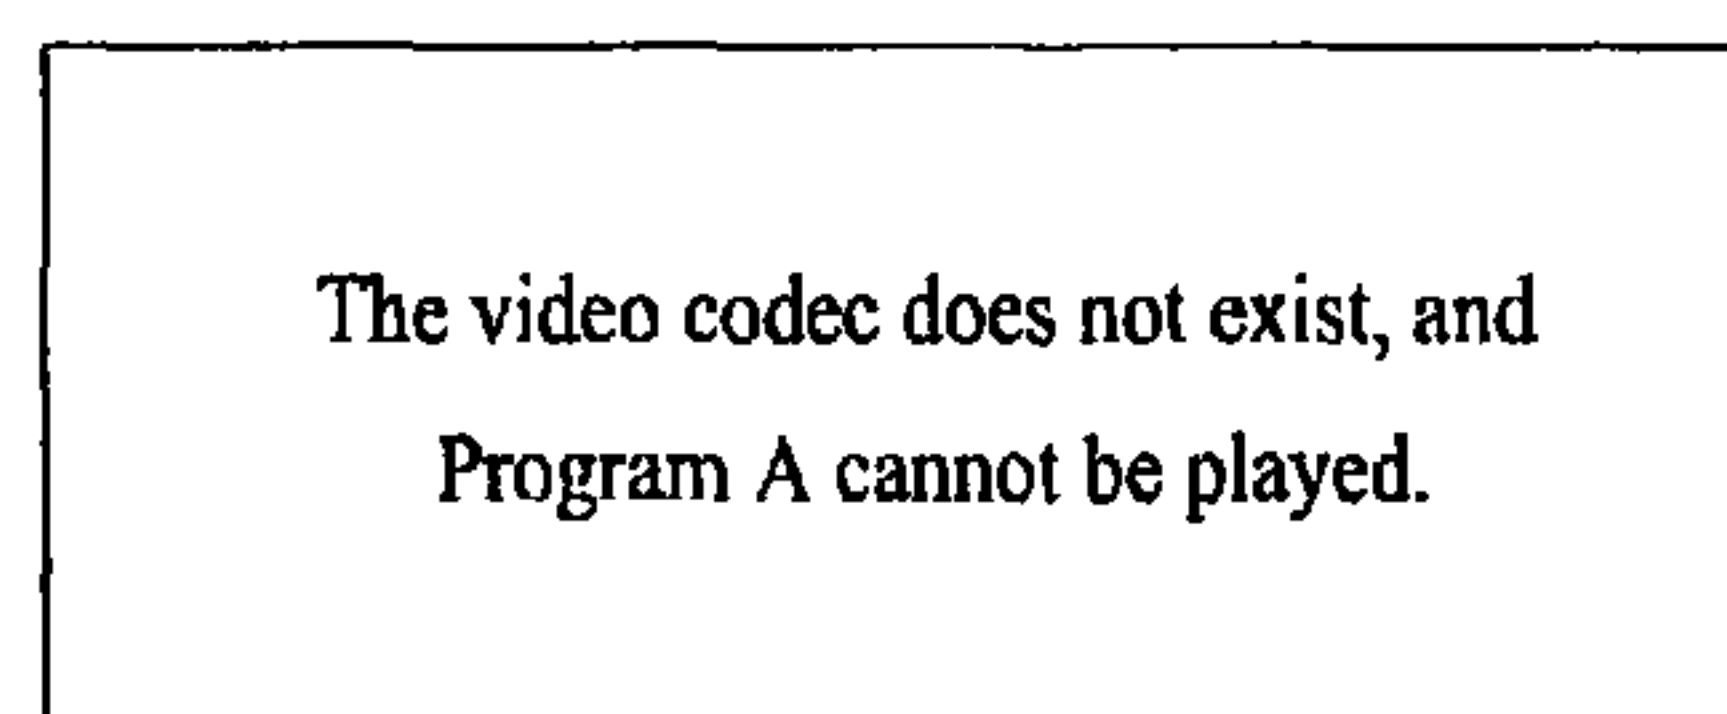 The video codec does not exist, and
Program A cannot be played.